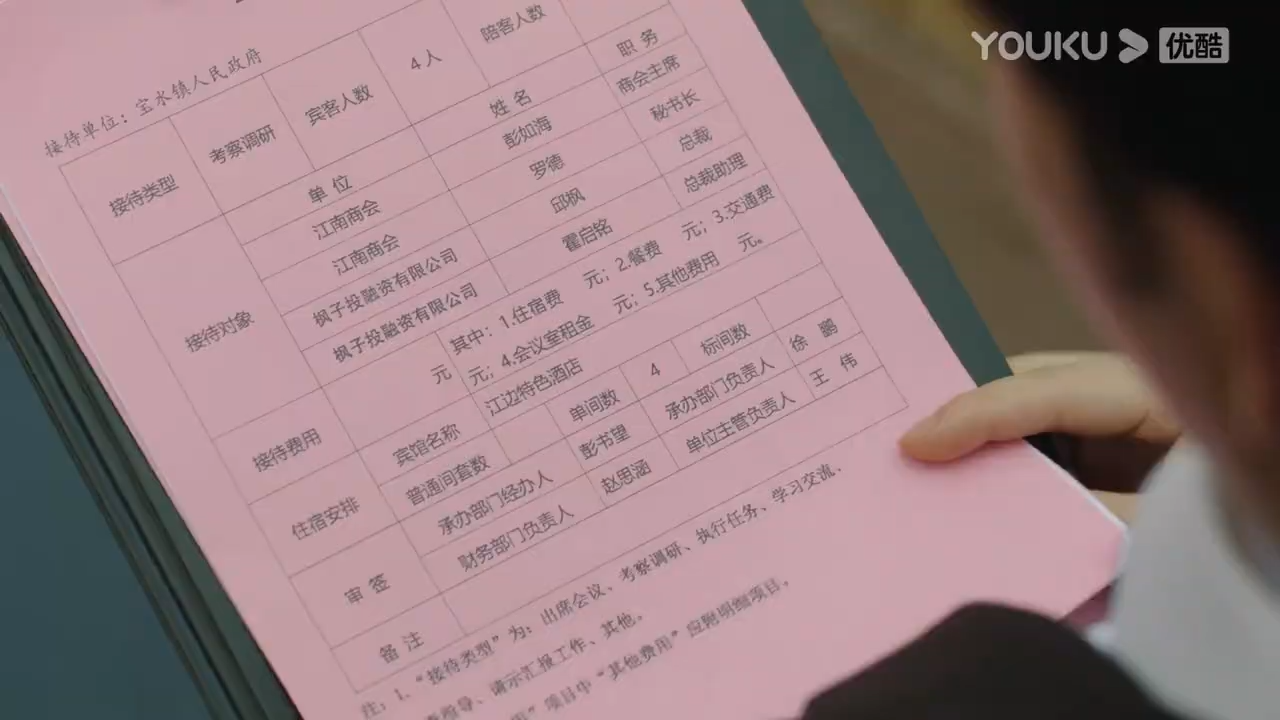 YOUKU 优酷
接待单位：宝水镇人民政府
接待类型 考察调研 宾客人数 4人 陪客人数
接待对象 单位 姓名 职务
江南商会 彭如海 商会主席
江南商会 罗德 秘书长
枫子投融资有限公司 邱枫 总裁
枫子投融资有限公司 霍启铭 总裁助理
接待费用 元 其中：1.住宿费 元；2.餐费 元；3.交通费
元；4.会议室租金 元；5.其他费用 元。
住宿安排 宾馆名称 江边特色酒店
普通间套数 单间数 4 标间数
审签 承办部门经办人 彭书望 承办部门负责人 徐鹏
财务部门负责人 赵思涵 单位主管负责人 王伟
备注
注：1.“接待类型”为：出席会议、考察调研、执行任务、学习交流、
指导、请示汇报工作、其他。
”项目中“其他费用”应附明细项目。